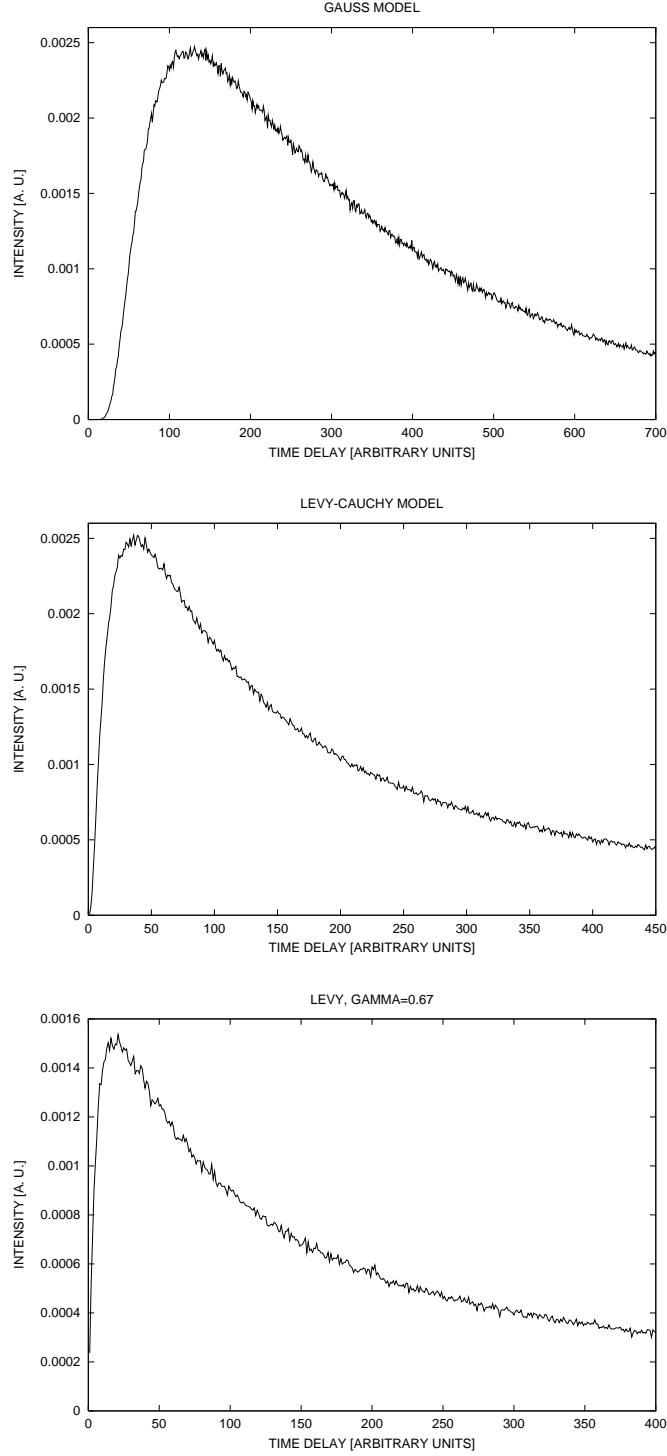 GAUSS MODEL
0.0025
0.002
0.0015
0.001
0.0005
0
INTENSITY [A. U.]
0 100 200 300 400 500 600 700
TIME DELAY [ARBITRARY UNITS]
LEVY-CAUCHY MODEL
0.0025
0.002
0.0015
0.001
0.0005
0
INTENSITY [A. U.]
0 50 100 150 200 250 300 350 400 450
TIME DELAY [ARBITRARY UNITS]
LEVY, GAMMA=0.67
0.0016
0.0014
0.0012
0.001
0.0008
0.0006
0.0004
0.0002
0
INTENSITY [A. U.]
0 50 100 150 200 250 300 350 400
TIME DELAY [ARBITRARY UNITS]